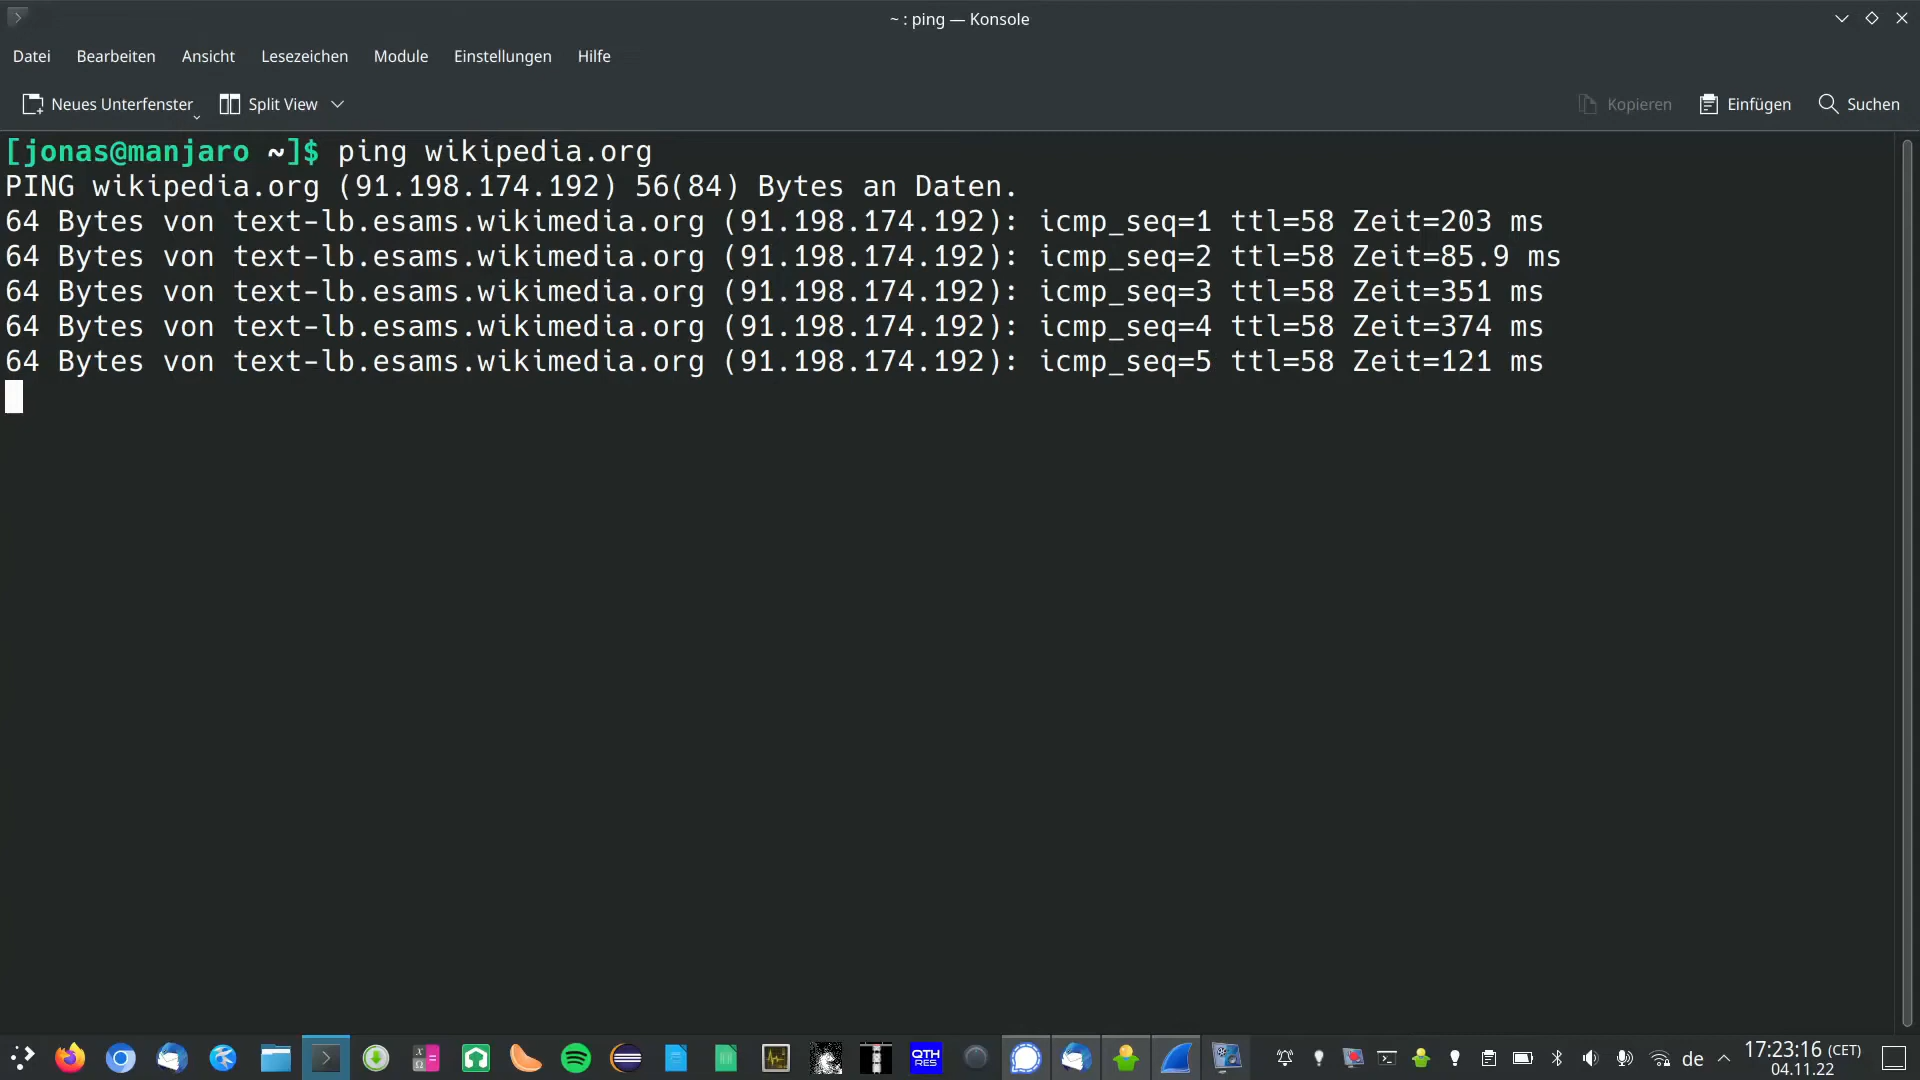 ~ : ping — Konsole
Datei Bearbeiten Ansicht Lesezeichen Module Einstellungen Hilfe
Neues Unterfenster Split View Kopieren Einfügen Suchen
[jonas@manjaro ~]$ ping wikipedia.org
PING wikipedia.org (91.198.174.192) 56(84) Bytes an Daten.
64 Bytes von text-lb.esams.wikimedia.org (91.198.174.192): icmp_seq=1 ttl=58 Zeit=203 ms
64 Bytes von text-lb.esams.wikimedia.org (91.198.174.192): icmp_seq=2 ttl=58 Zeit=85.9 ms
64 Bytes von text-lb.esams.wikimedia.org (91.198.174.192): icmp_seq=3 ttl=58 Zeit=351 ms
64 Bytes von text-lb.esams.wikimedia.org (91.198.174.192): icmp_seq=4 ttl=58 Zeit=374 ms
64 Bytes von text-lb.esams.wikimedia.org (91.198.174.192): icmp_seq=5 ttl=58 Zeit=121 ms
QTH
RES
de
17:23:16 (CET)
04.11.22